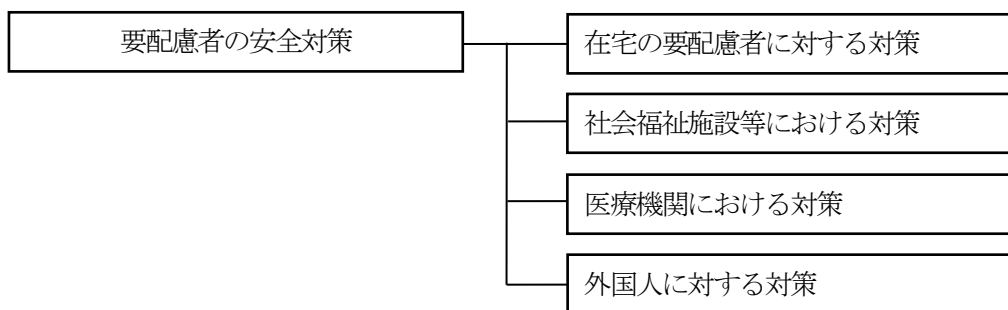 要配慮者の安全対策
在宅の要配慮者に対する対策
社会福祉施設等における対策
医療機関における対策
外国人に対する対策